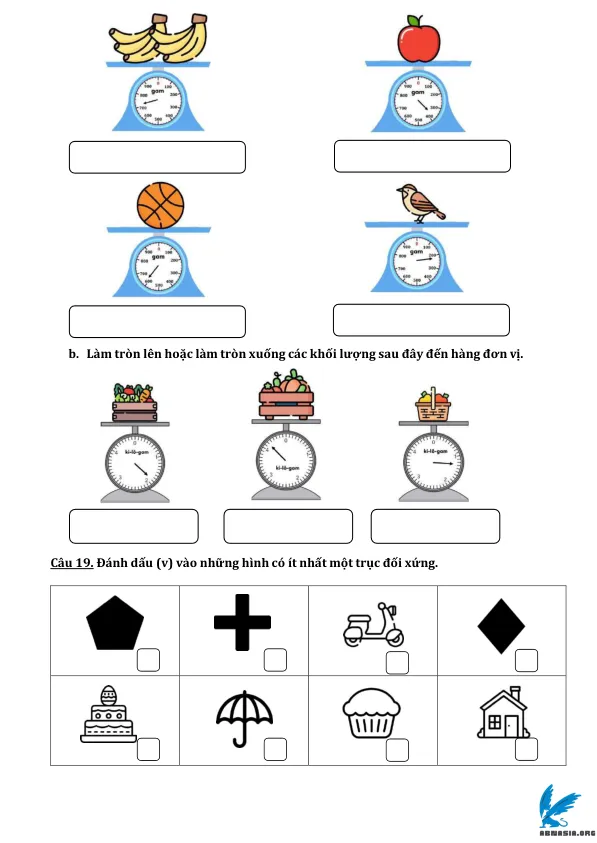 gam
gam
gam
gam
b. Làm tròn lên hoặc làm tròn xuống các khối lượng sau đây đến hàng đơn vị.
ki-lô-gam
ki-lô-gam
ki-lô-gam
Câu 19. Đánh dấu (v) vào những hình có ít nhất một trục đối xứng.
ABNASIA.ORG